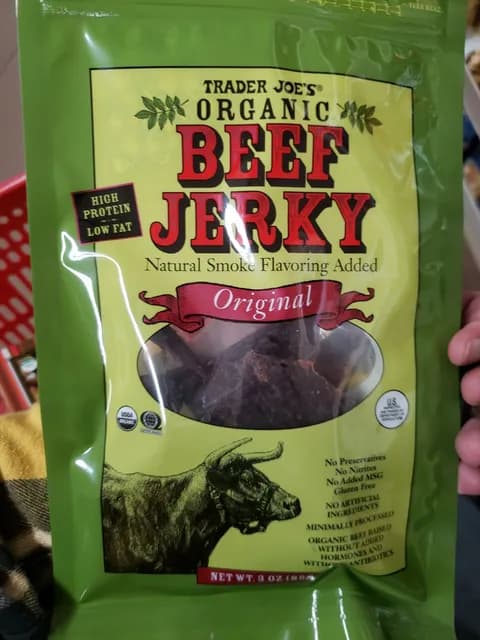 TRADER JOE'S®
ORGANIC
BEEF
JERKY
HIGH
PROTEIN
LOW FAT
Natural Smoke Flavoring Added
Original
USDA
ORGANIC
U.S.
No Preservatives
No Nitrites
No Added MSG
Gluten Free
NO ARTIFICIAL
INGREDIENTS
MINIMALLY PROCESSED
ORGANIC BEEF RAISED
WITHOUT ADDED
HORMONES AND
ANTIBIOTICS
NET WT. 3 OZ